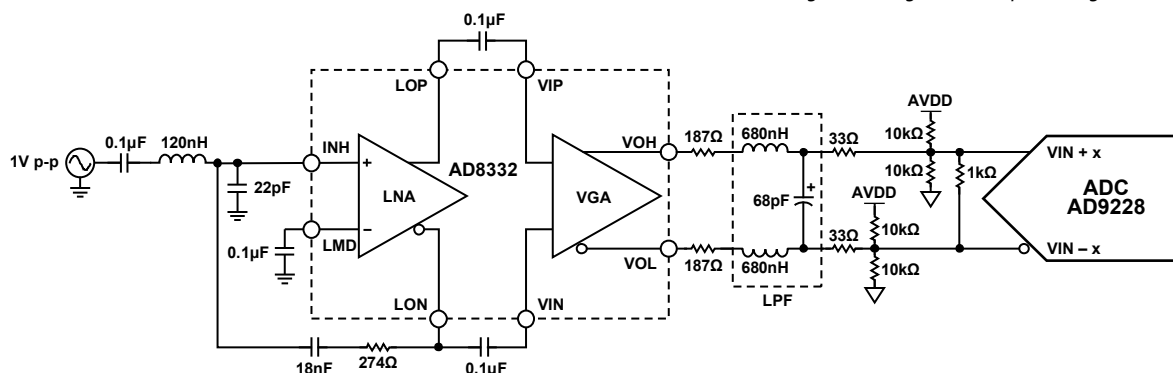 0.1µF
LOP
VIP
AVDD
0.1µF
120nH
INH
VOH
187Ω
680nH
33Ω
10kΩ
VIN + x
1V p-p
AD8332
10kΩ
1kΩ
22pF
LNA
VGA
68pF
+
AVDD
ADC
AD9228
0.1µF
LMD
VOL
187Ω
680nH
33Ω
10kΩ
VIN – x
10kΩ
LPF
LON
VIN
18nF
274Ω
0.1µF
+
–